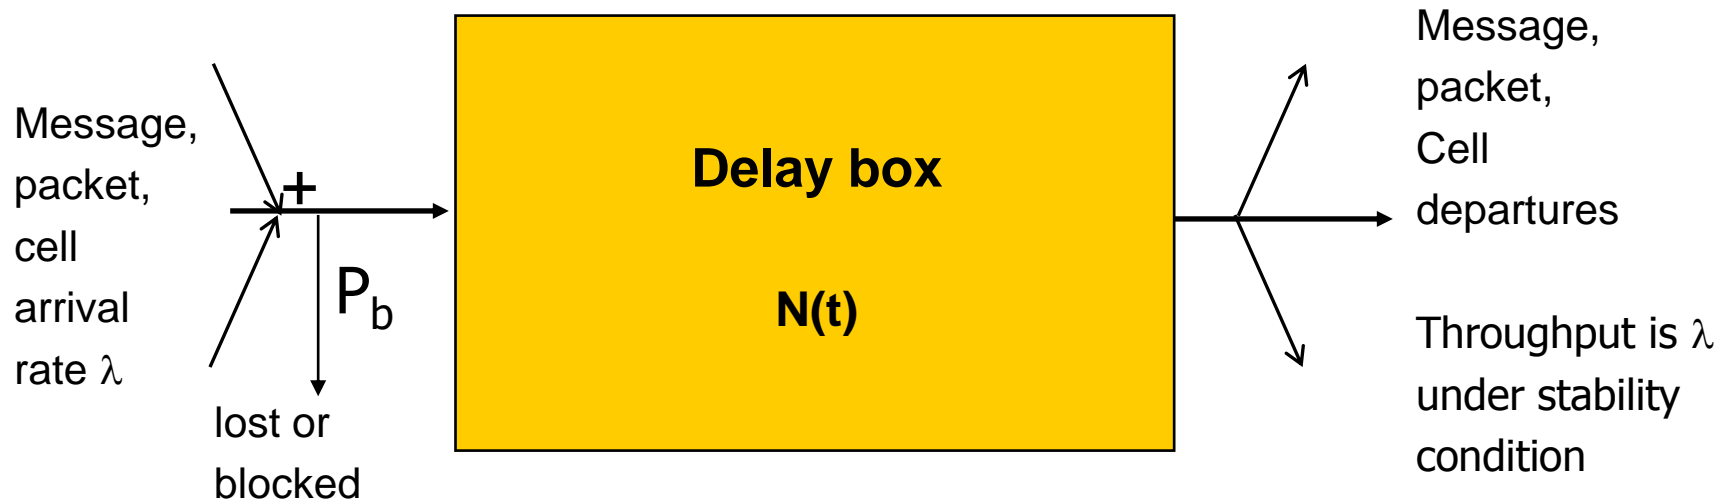 Message,
packet,
cell
arrival
rate λ
+
P_b
lost or
blocked
Delay box
N(t)
Message,
packet,
Cell
departures
Throughput is λ
under stability
condition